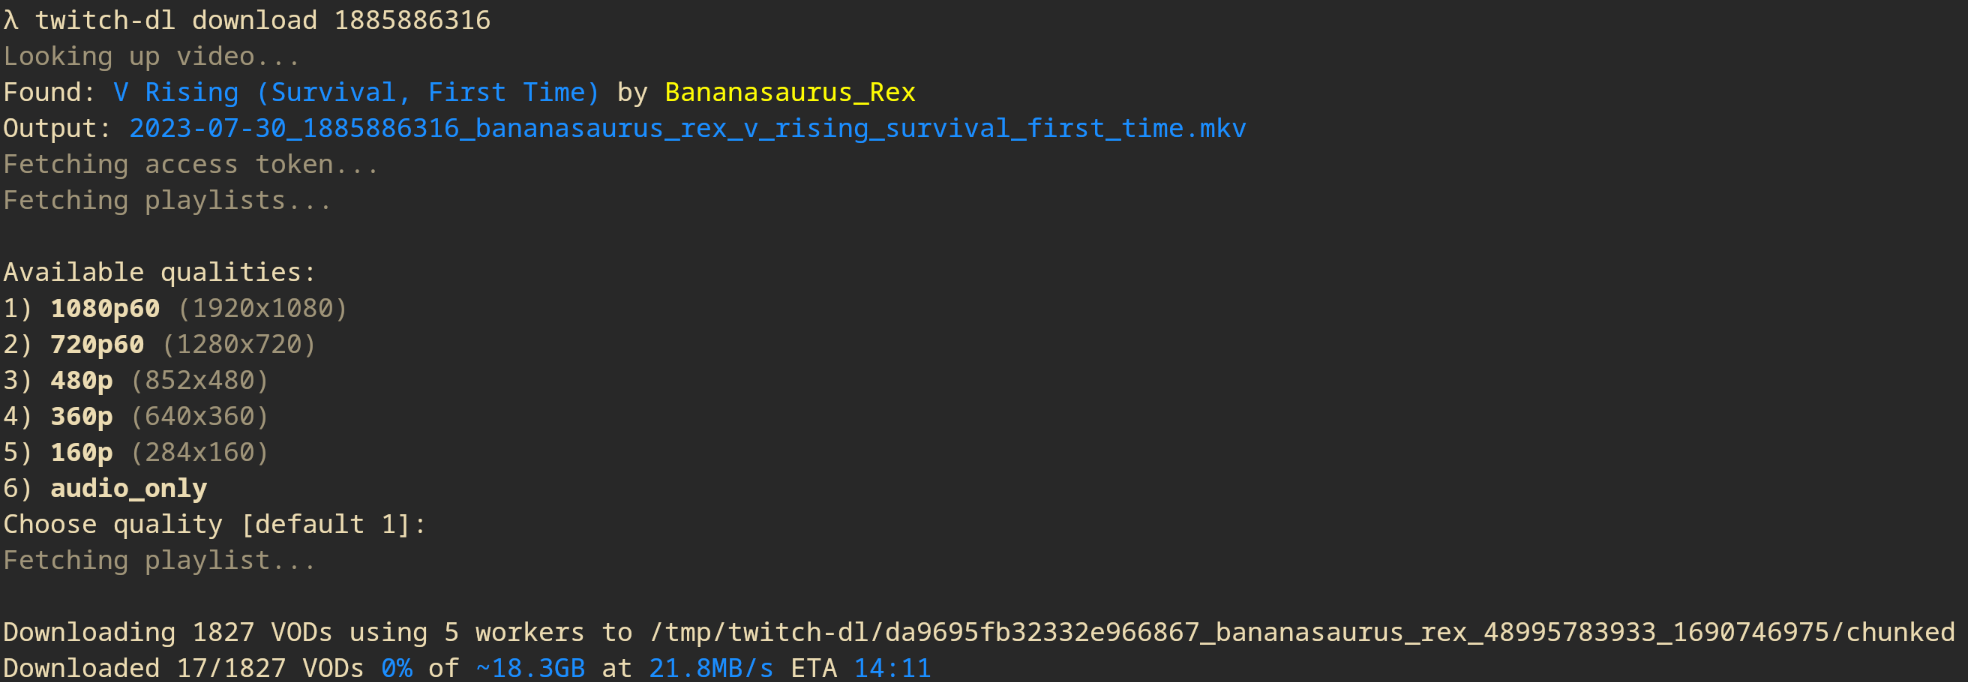 λ twitch-dl download 1885886316
Looking up video...
Found: V Rising (Survival, First Time) by Bananasaurus_Rex
Output: 2023-07-30_1885886316_bananasaurus_rex_v_rising_survival_first_time.mkv
Fetching access token...
Fetching playlists...
Available qualities:
1) 1080p60 (1920x1080)
2) 720p60 (1280x720)
3) 480p (852x480)
4) 360p (640x360)
5) 160p (284x160)
6) audio_only
Choose quality [default 1]:
Fetching playlist...
Downloading 1827 VODs using 5 workers to /tmp/twitch-dl/da9695fb32332e966867_bananasaurus_rex_48995783933_1690746975/chunked
Downloaded 17/1827 VODs 0% of ~18.3GB at 21.8MB/s ETA 14:11